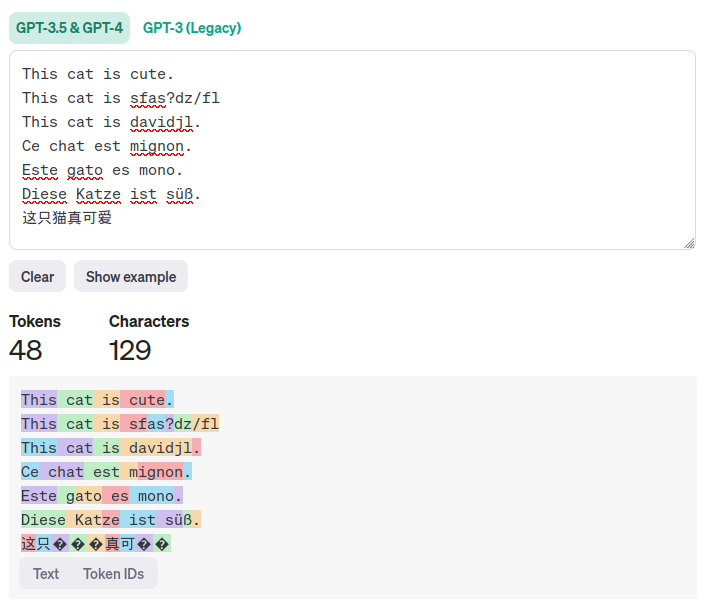 GPT-3.5 & GPT-4 GPT-3 (Legacy)
This cat is cute.
This cat is sfas?dz/fl
This cat is davidjl.
Ce chat est mignon.
Este gato es mono.
Diese Katze ist süß.
这只猫真可爱
Clear Show example
Tokens Characters
48 129
This cat is cute.
This cat is sfas?dz/fl
This cat is davidjl.
Ce chat est mignon.
Este gato es mono.
Diese Katze ist süß.
这只���真可��
Text Token IDs